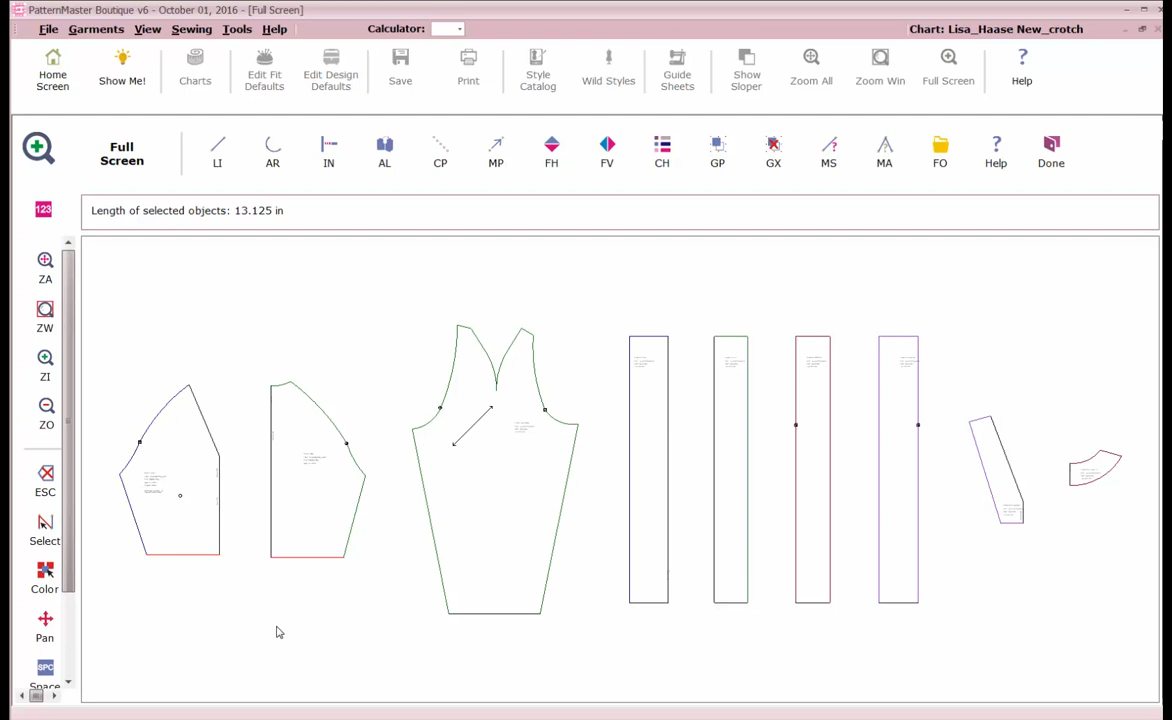 PatternMaster Boutique v6 - October 01, 2016 - [Full Screen]
File Garments View Sewing Tools Help Calculator: Chart: Lisa_Haase New_crotch
Home Screen
Show Me!
Charts
Edit Fit Defaults
Edit Design Defaults
Save
Print
Style Catalog
Wild Styles
Guide Sheets
Show Sloper
Zoom All
Zoom Win
Full Screen
Help
Full Screen
LI AR IN AL CP MP FH FV CH GP GX MS MA FO Help Done
123
Length of selected objects: 13.125 in
ZA
ZW
ZI
ZO
ESC
Select
Color
Pan
SPC
Space